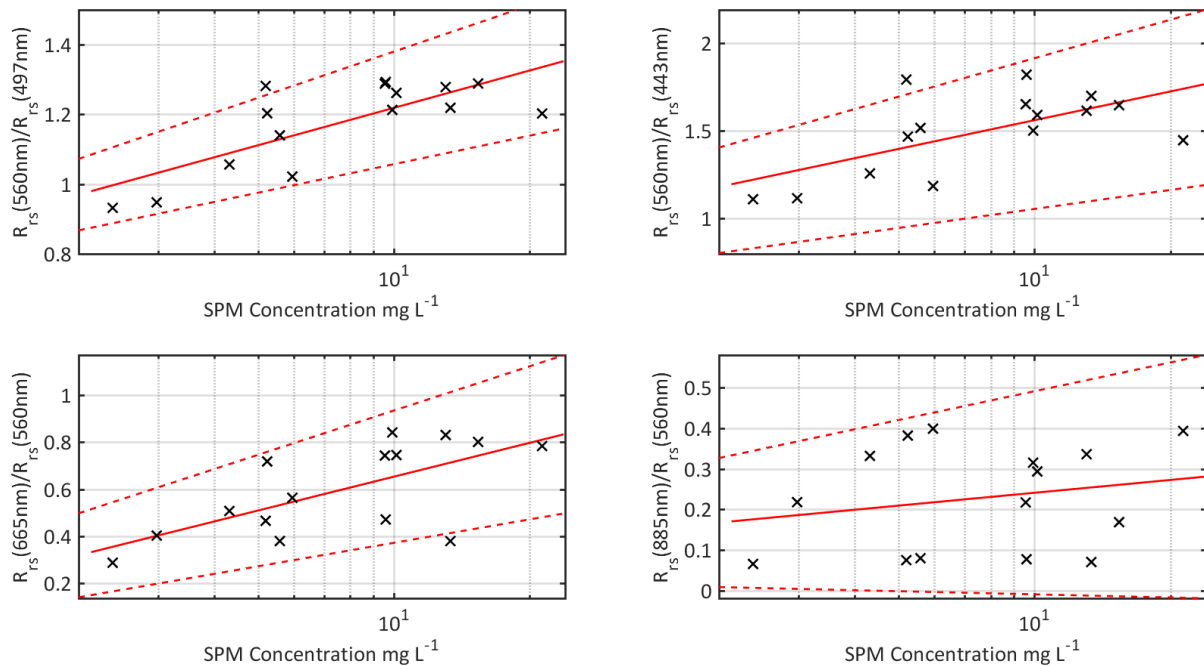 1.4
1.2
1
0.8
R_rs(560nm)/R_rs(497nm)
10^1
SPM Concentration mg L^-1
2
1.5
1
R_rs(560nm)/R_rs(443nm)
10^1
SPM Concentration mg L^-1
1
0.8
0.6
0.4
0.2
R_rs(665nm)/R_rs(560nm)
10^1
SPM Concentration mg L^-1
0.5
0.4
0.3
0.2
0.1
0
R_rs(885nm)/R_rs(560nm)
10^1
SPM Concentration mg L^-1